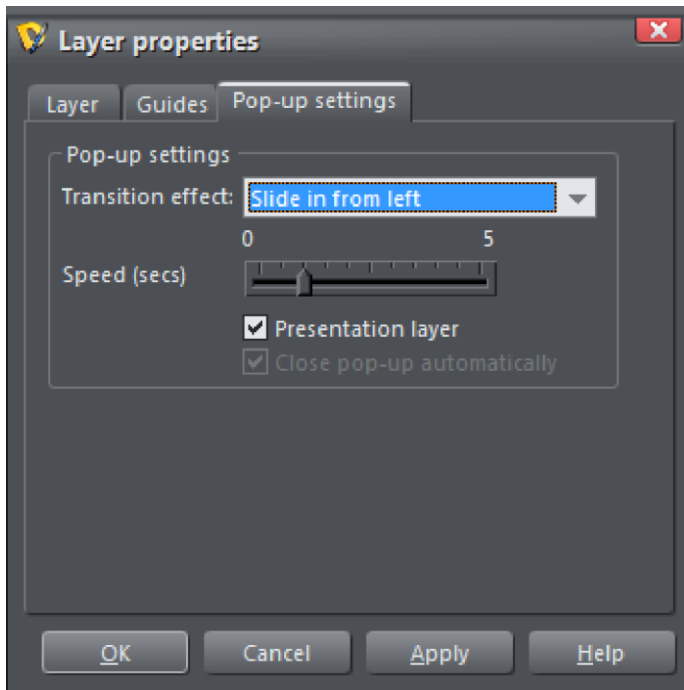 Layer properties
Layer Guides Pop-up settings
Pop-up settings
Transition effect: Slide in from left
0 5
Speed (secs)
Presentation layer
Close pop-up automatically
OK Cancel Apply Help